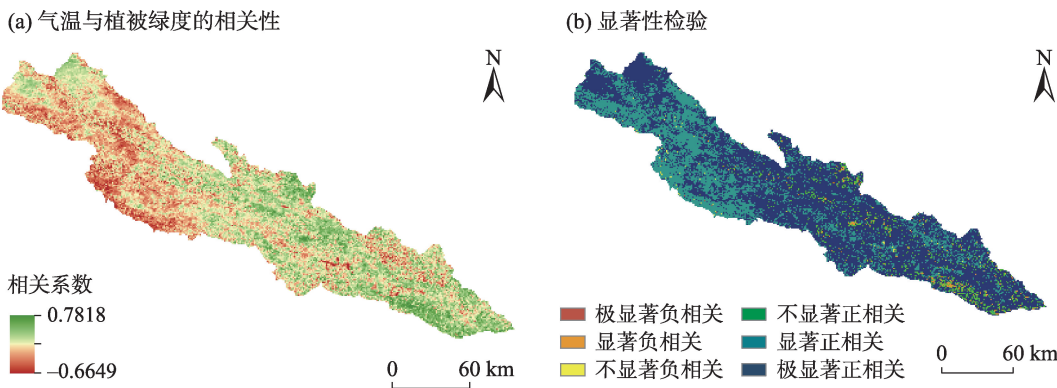 (a) 气温与植被绿度的相关性
(b) 显著性检验
N
N
相关系数
0.7818
–0.6649
0 60 km
极显著负相关
显著负相关
不显著负相关
不显著正相关
显著正相关
极显著正相关
0 60 km